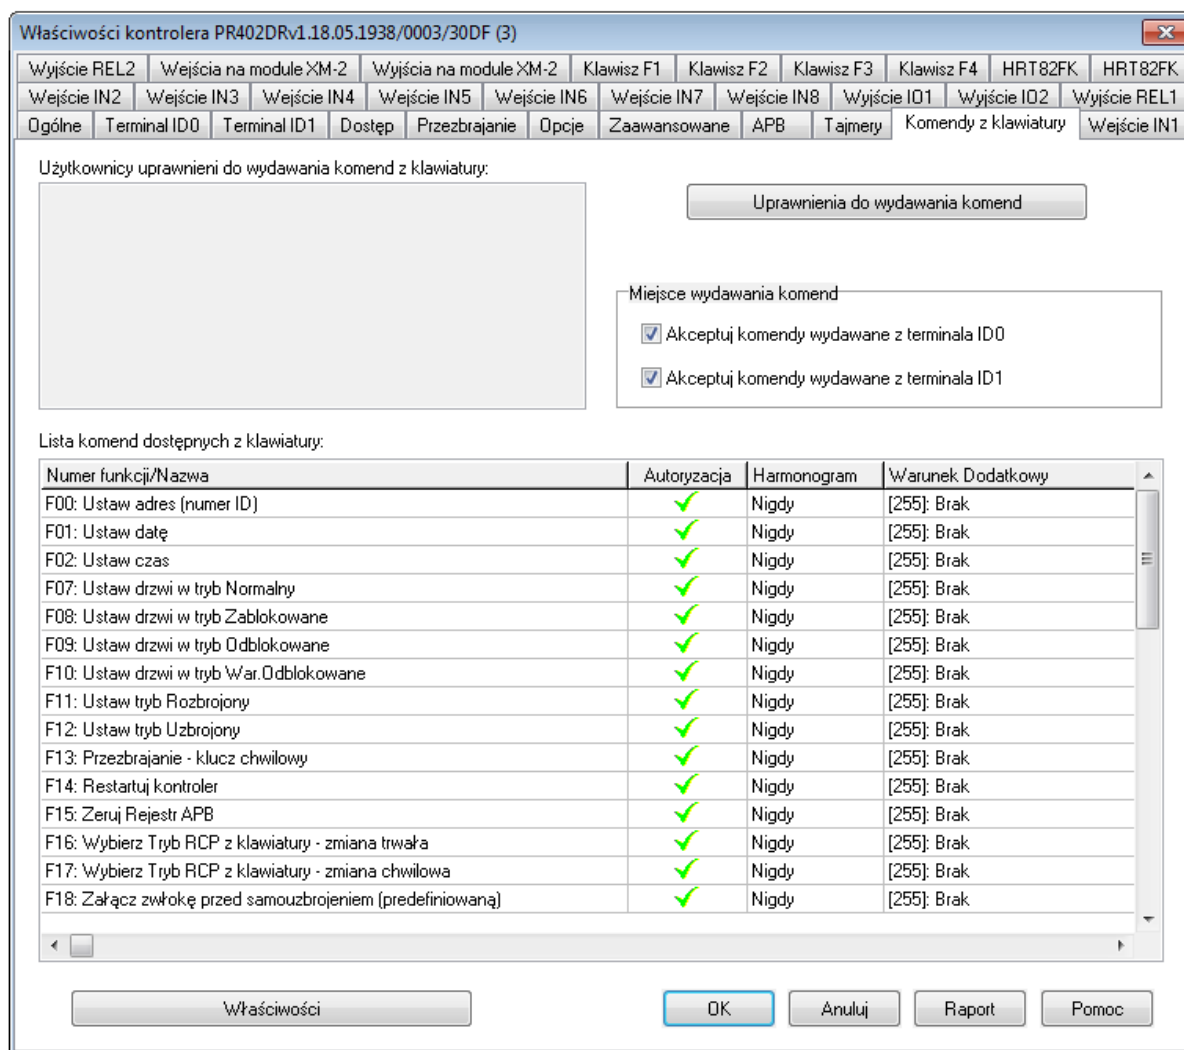 Właściwości kontrolera PR402DRv1.18.05.1938/0003/30DF (3)
Wyjście REL2 Wejścia na module XM-2 Wyjścia na module XM-2 Klawisz F1 Klawisz F2 Klawisz F3 Klawisz F4 HRT82FK HRT82FK
Wejście IN2 Wejście IN3 Wejście IN4 Wejście IN5 Wejście IN6 Wejście IN7 Wejście IN8 Wyjście IO1 Wyjście IO2 Wyjście REL1
Ogólne Terminal ID0 Terminal ID1 Dostęp Przezbrajanie Opcje Zaawansowane APB Tajmery Komendy z klawiatury Wejście IN1
Użytkownicy uprawnieni do wydawania komend z klawiatury:
Uprawnienia do wydawania komend
Miejsce wydawania komend
Akceptuj komendy wydawane z terminala ID0
Akceptuj komendy wydawane z terminala ID1
Lista komend dostępnych z klawiatury:
Numer funkcji/Nazwa Autoryzacja Harmonogram Warunek Dodatkowy
F00: Ustaw adres (numer ID) Nigdy [255]: Brak
F01: Ustaw datę Nigdy [255]: Brak
F02: Ustaw czas Nigdy [255]: Brak
F07: Ustaw drzwi w tryb Normalny Nigdy [255]: Brak
F08: Ustaw drzwi w tryb Zablokowane Nigdy [255]: Brak
F09: Ustaw drzwi w tryb Odblokowane Nigdy [255]: Brak
F10: Ustaw drzwi w tryb War.Odblokowane Nigdy [255]: Brak
F11: Ustaw tryb Rozbrojony Nigdy [255]: Brak
F12: Ustaw tryb Uzbrojony Nigdy [255]: Brak
F13: Przezbrajanie - klucz chwilowy Nigdy [255]: Brak
F14: Restartuj kontroler Nigdy [255]: Brak
F15: Zeruj Rejestr APB Nigdy [255]: Brak
F16: Wybierz Tryb RCP z klawiatury - zmiana trwała Nigdy [255]: Brak
F17: Wybierz Tryb RCP z klawiatury - zmiana chwilowa Nigdy [255]: Brak
F18: Załącz zwłokę przed samouzbrojeniem (predefiniowaną) Nigdy [255]: Brak
Właściwości OK Anuluj Raport Pomoc